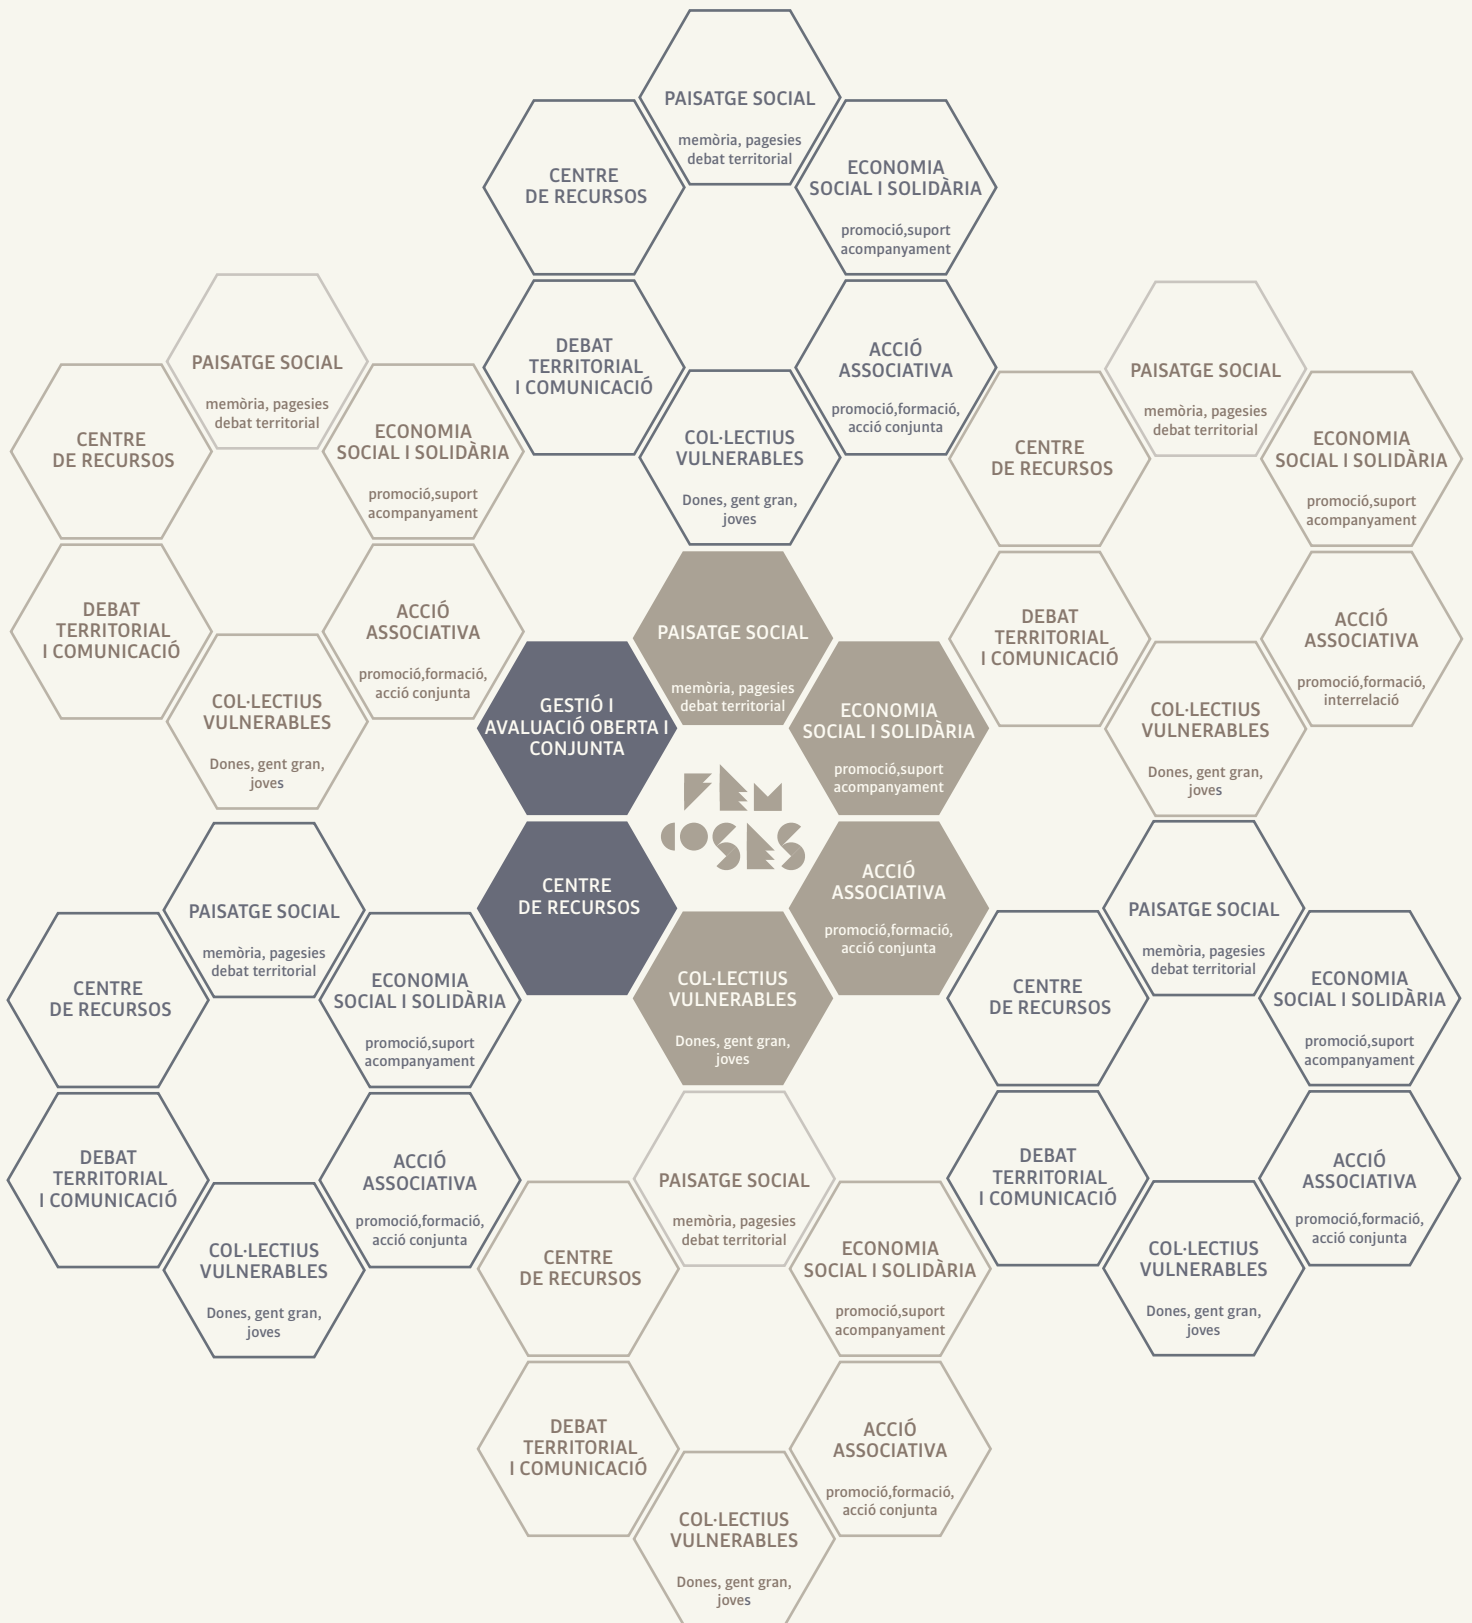 PAISATGE SOCIAL
memòria, pagesies
debat territorial
CENTRE
DE RECURSOS
ECONOMIA
SOCIAL I SOLIDÀRIA
promoció,suport
acompanyament
DEBAT
TERRITORIAL
I COMUNICACIÓ
ACCIÓ
ASSOCIATIVA
promoció,formació,
acció conjunta
COL·LECTIUS
VULNERABLES
Dones, gent gran,
joves
PAISATGE SOCIAL
memòria, pagesies
debat territorial
CENTRE
DE RECURSOS
ECONOMIA
SOCIAL I SOLIDÀRIA
promoció,suport
acompanyament
DEBAT
TERRITORIAL
I COMUNICACIÓ
ACCIÓ
ASSOCIATIVA
promoció,formació,
acció conjunta
COL·LECTIUS
VULNERABLES
Dones, gent gran,
joves
PAISATGE SOCIAL
memòria, pagesies
debat territorial
CENTRE
DE RECURSOS
ECONOMIA
SOCIAL I SOLIDÀRIA
promoció,suport
acompanyament
DEBAT
TERRITORIAL
I COMUNICACIÓ
ACCIÓ
ASSOCIATIVA
promoció,formació,
interrelació
COL·LECTIUS
VULNERABLES
Dones, gent gran,
joves
PAISATGE SOCIAL
memòria, pagesies
debat territorial
GESTIÓ I
AVALUACIÓ OBERTA I
CONJUNTA
ECONOMIA
SOCIAL I SOLIDÀRIA
promoció,suport
acompanyament
FEM
COSES
CENTRE
DE RECURSOS
ACCIÓ
ASSOCIATIVA
promoció,formació,
acció conjunta
COL·LECTIUS
VULNERABLES
Dones, gent gran,
joves
PAISATGE SOCIAL
memòria, pagesies
debat territorial
CENTRE
DE RECURSOS
ECONOMIA
SOCIAL I SOLIDÀRIA
promoció,suport
acompanyament
DEBAT
TERRITORIAL
I COMUNICACIÓ
ACCIÓ
ASSOCIATIVA
promoció,formació,
acció conjunta
COL·LECTIUS
VULNERABLES
Dones, gent gran,
joves
PAISATGE SOCIAL
memòria, pagesies
debat territorial
CENTRE
DE RECURSOS
ECONOMIA
SOCIAL I SOLIDÀRIA
promoció,suport
acompanyament
DEBAT
TERRITORIAL
I COMUNICACIÓ
ACCIÓ
ASSOCIATIVA
promoció,formació,
acció conjunta
COL·LECTIUS
VULNERABLES
Dones, gent gran,
joves
PAISATGE SOCIAL
memòria, pagesies
debat territorial
CENTRE
DE RECURSOS
ECONOMIA
SOCIAL I SOLIDÀRIA
promoció,suport
acompanyament
DEBAT
TERRITORIAL
I COMUNICACIÓ
ACCIÓ
ASSOCIATIVA
promoció,formació,
acció conjunta
COL·LECTIUS
VULNERABLES
Dones, gent gran,
joves